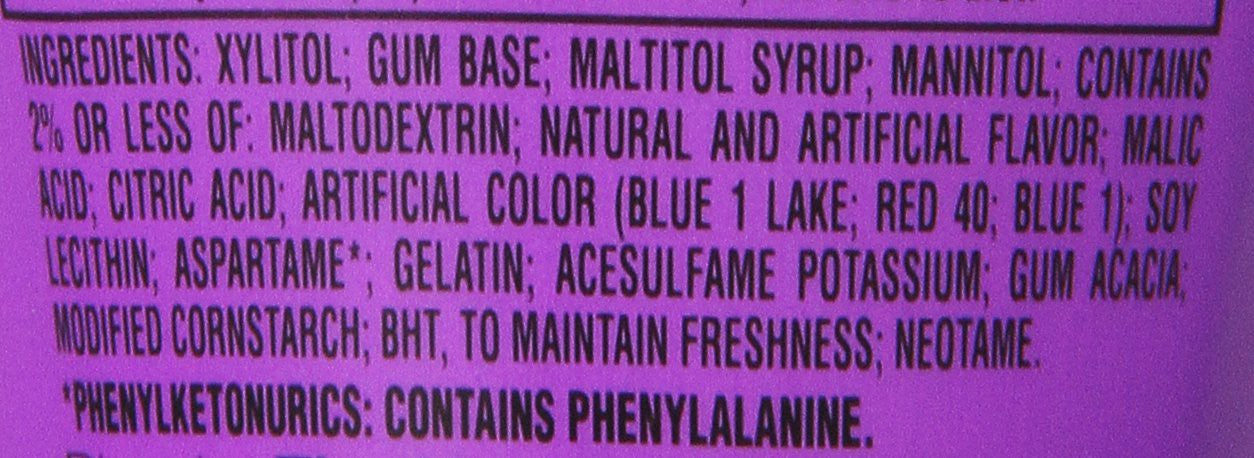 INGREDIENTS: XYLITOL; GUM BASE; MALTITOL SYRUP; MANNITOL; CONTAINS
2% OR LESS OF: MALTODEXTRIN; NATURAL AND ARTIFICIAL FLAVOR; MALIC
ACID; CITRIC ACID; ARTIFICIAL COLOR (BLUE 1 LAKE; RED 40; BLUE 1); SOY
LECITHIN; ASPARTAME*; GELATIN; ACESULFAME POTASSIUM; GUM ACACIA;
MODIFIED CORNSTARCH; BHT, TO MAINTAIN FRESHNESS; NEOTAME.
*PHENYLKETONURICS: CONTAINS PHENYLALANINE.